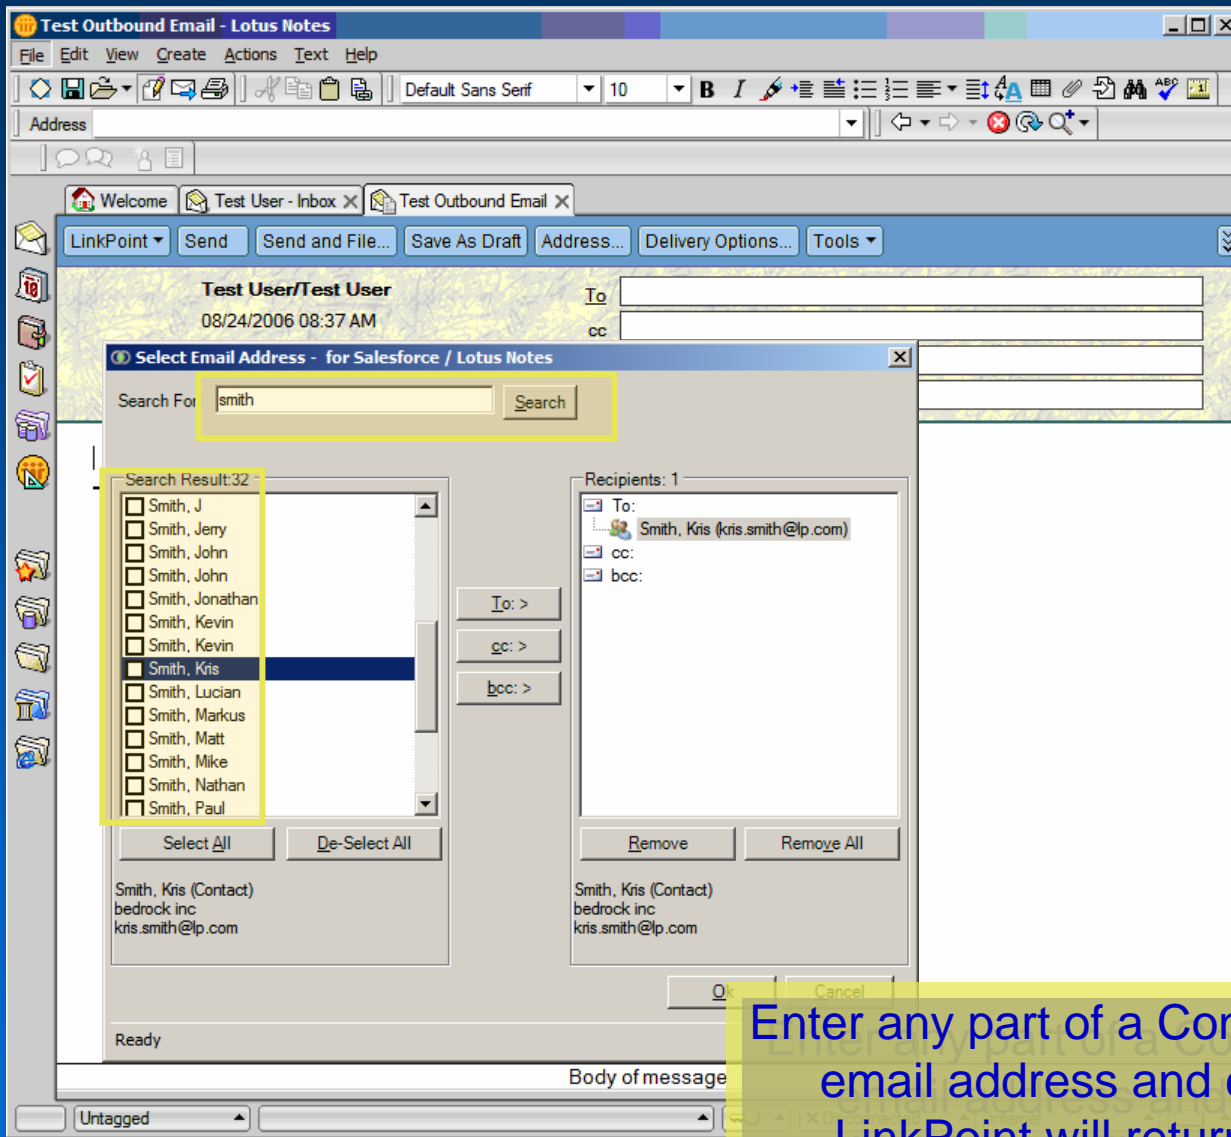 Test Outbound Email - Lotus Notes
File Edit View Create Actions Text Help
Default Sans Serif 10 B I
Address
Welcome Test User - Inbox Test Outbound Email
LinkPoint Send Send and File... Save As Draft Address... Delivery Options... Tools
Test User/Test User To
08/24/2006 08:37 AM cc
Select Email Address - for Salesforce / Lotus Notes
Search For smith Search
Search Result:32 Recipients: 1
Smith, J To:
Smith, Jerry Smith, Kris (kris.smith@lp.com)
Smith, John cc:
Smith, John bcc:
Smith, Jonathan To: >
Smith, Kevin
Smith, Kevin cc: >
Smith, Kris
Smith, Lucian bcc: >
Smith, Markus
Smith, Matt
Smith, Mike
Smith, Nathan
Smith, Paul
Select All De-Select All Remove Remove All
Smith, Kris (Contact) Smith, Kris (Contact)
bedrock inc bedrock inc
kris.smith@lp.com kris.smith@lp.com
Ok Cancel
Enter any part of a Con
Ready
email address and
Body of message
LinkPoint will return
Untagged